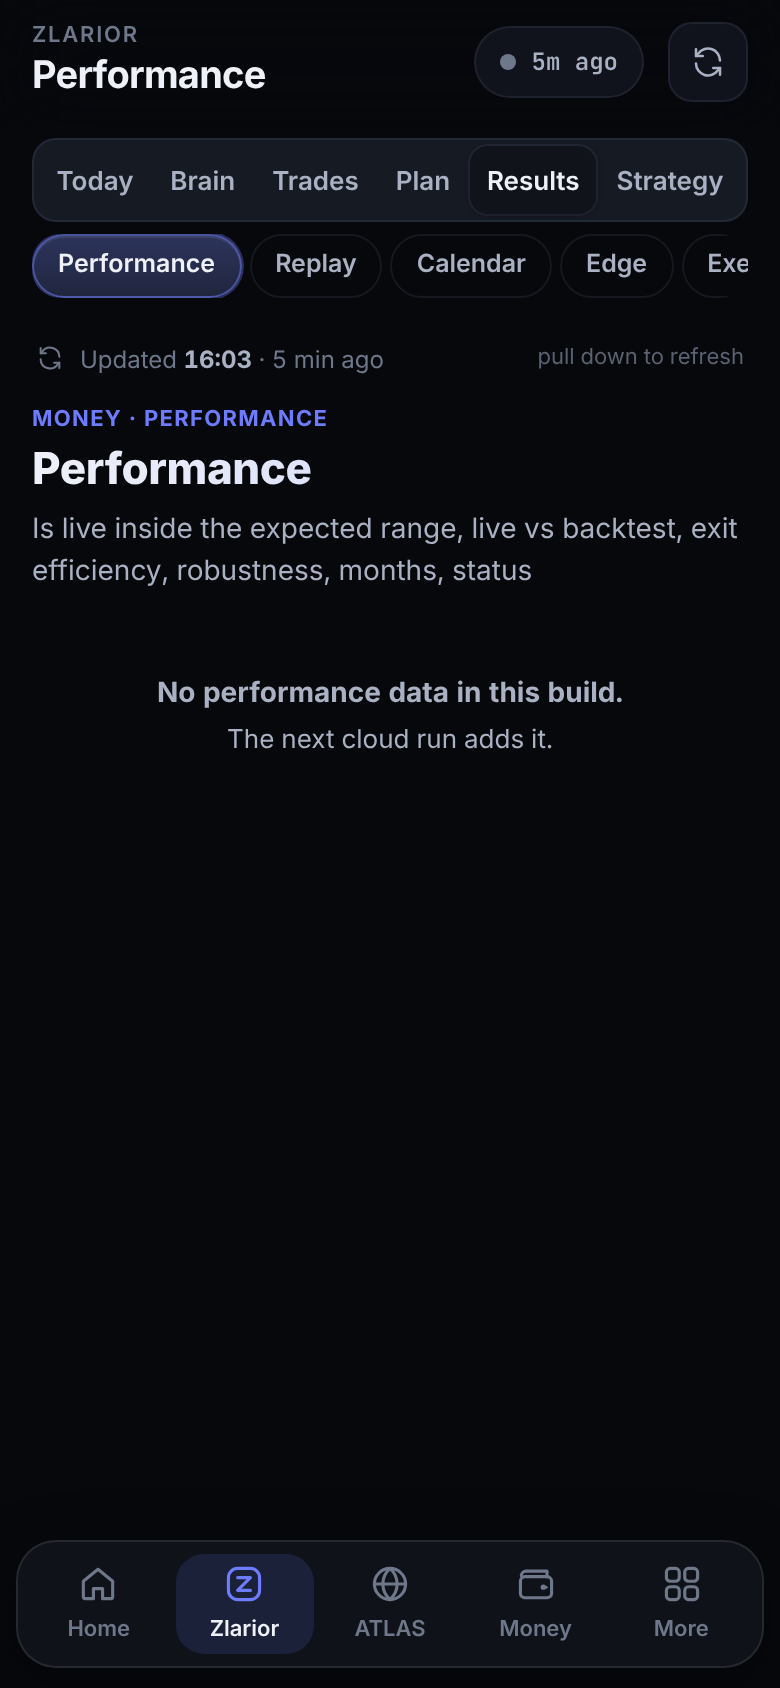 ZLARIOR
Performance
5m ago
Today Brain Trades Plan Results Strategy
Performance Replay Calendar Edge Exe
Updated 16:03 · 5 min ago pull down to refresh
MONEY · PERFORMANCE
Performance
Is live inside the expected range, live vs backtest, exit
efficiency, robustness, months, status
No performance data in this build.
The next cloud run adds it.
Home Zlarior ATLAS Money More